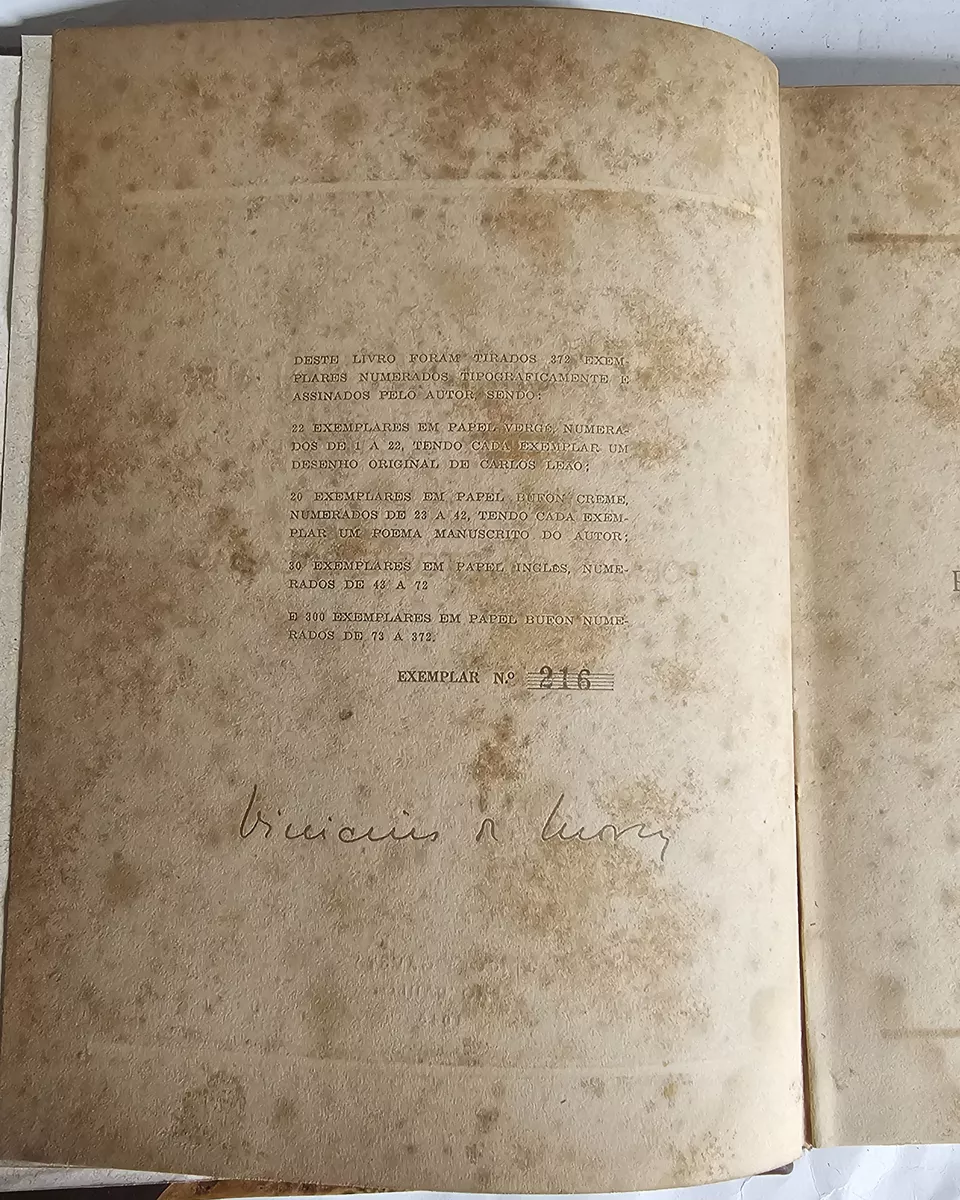 DESTE LIVRO FORAM TIRADOS 372 EXEM-
PLARES NUMERADOS TIPOGRAFICAMENTE E
ASSINADOS PELO AUTOR, SENDO:
22 EXEMPLARES EM PAPEL VERGÉ, NUMERA-
DOS DE 1 A 22, TENDO CADA EXEMPLAR UM
DESENHO ORIGINAL DE CARLOS LEÃO;
20 EXEMPLARES EM PAPEL BUFON CREME,
NUMERADOS DE 23 A 42, TENDO CADA EXEM-
PLAR UM POEMA MANUSCRITO DO AUTOR;
30 EXEMPLARES EM PAPEL INGLÊS, NUME-
RADOS DE 43 A 72
E 300 EXEMPLARES EM PAPEL BUFON NUME-
RADOS DE 73 A 372.
EXEMPLAR N.º 216
Vinicius de Moraes